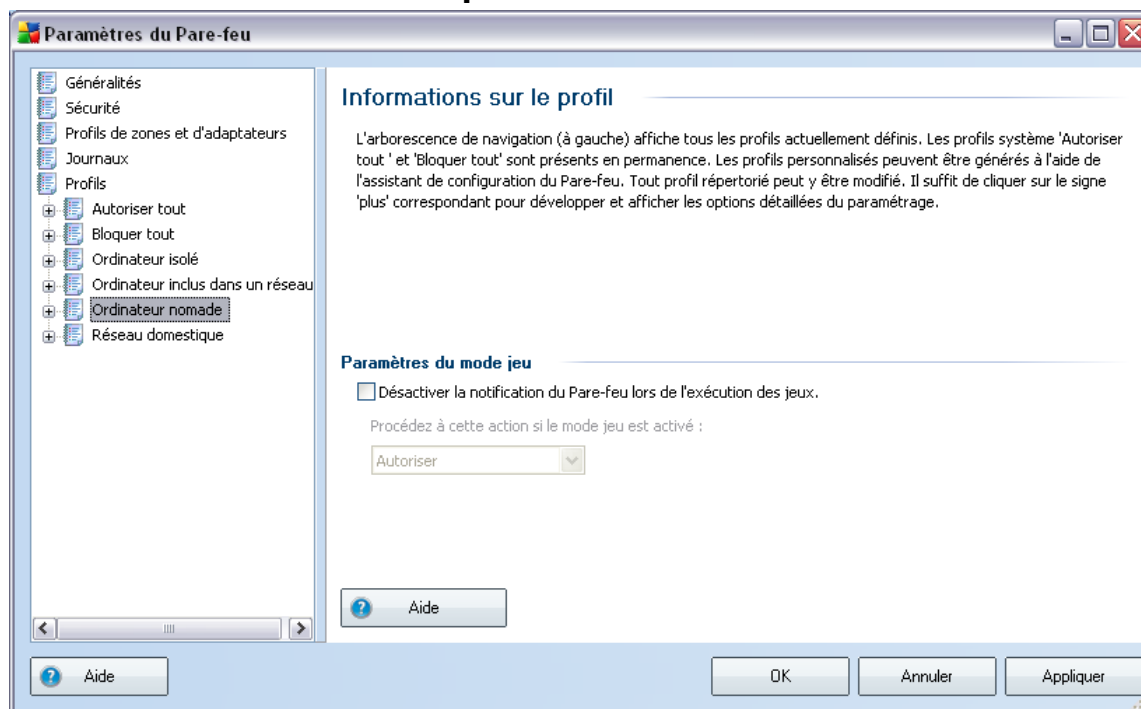 Paramètres du Pare-feu
Généralités
Sécurité
Profils de zones et d'adaptateurs
Journaux
Profils
Autoriser tout
Bloquer tout
Ordinateur isolé
Ordinateur inclus dans un réseau
Ordinateur nomade
Réseau domestique
Informations sur le profil
L'arborescence de navigation (à gauche) affiche tous les profils actuellement définis. Les profils système 'Autoriser
tout ' et 'Bloquer tout' sont présents en permanence. Les profils personnalisés peuvent être générés à l'aide de
l'assistant de configuration du Pare-feu. Tout profil répertorié peut y être modifié. Il suffit de cliquer sur le signe
'plus' correspondant pour développer et afficher les options détaillées du paramétrage.
Paramètres du mode jeu
Désactiver la notification du Pare-feu lors de l'exécution des jeux.
Procédez à cette action si le mode jeu est activé :
Autoriser
Aide
Aide
OK
Annuler
Appliquer